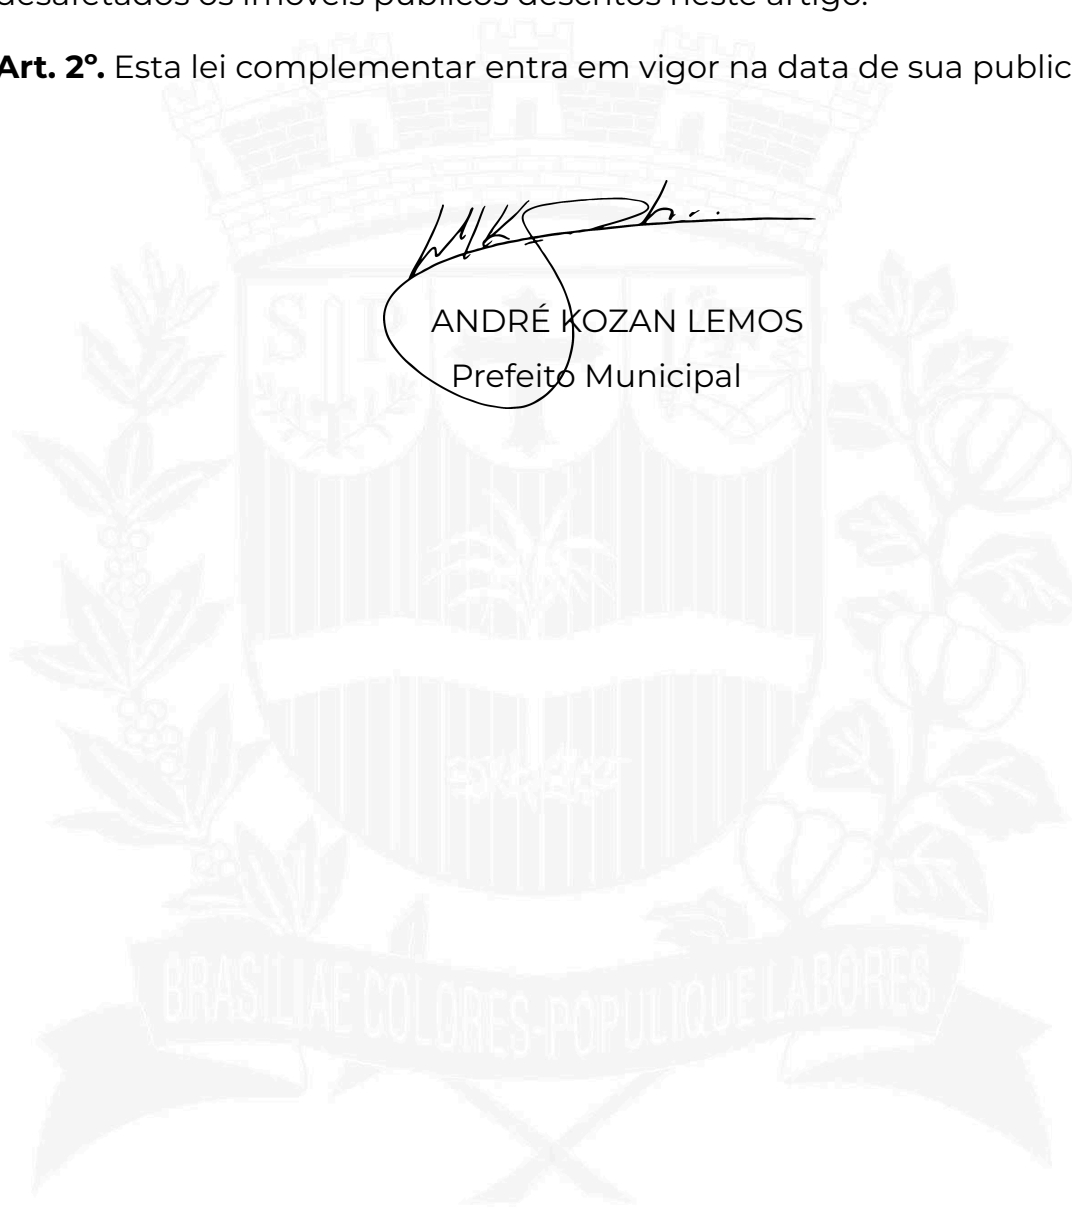 desafetados os imóveis públicos descritos neste artigo.
Art. 2º. Esta lei complementar entra em vigor na data de sua public
ANDRÉ KOZAN LEMOS
Prefeito Municipal
S P
BRASILIAE COLORES-POPULIQUE LABORES